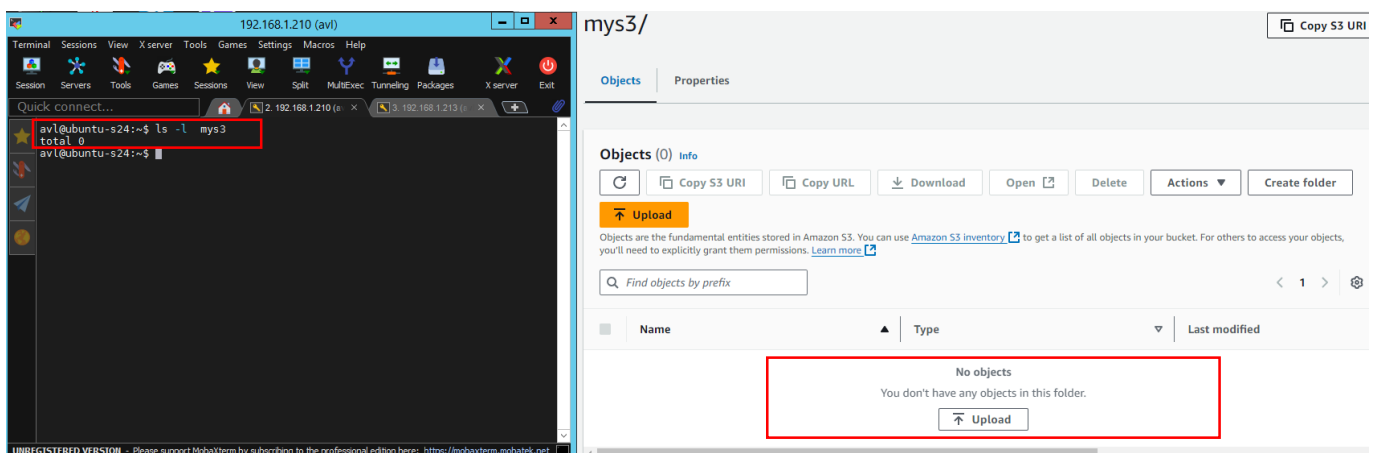 192.168.1.210 (avl)
Terminal Sessions View X server Tools Games Settings Macros Help
Session Servers Tools Games Sessions View Split MultiExec Tunneling Packages X server Exit
Quick connect...
2. 192.168.1.210 (a
3. 192.168.1.213 (
avl@ubuntu-s24:~$ ls -l  mys3
total 0
avl@ubuntu-s24:~$
UNREGISTERED VERSION - Please support MobaXterm by subscribing to the professional edition here: https://mobaxterm.mobatek.net
mys3/
Copy S3 URI
Objects
Properties
Objects (0) Info
Copy S3 URI
Copy URL
Download
Open
Delete
Actions
Create folder
Upload
Objects are the fundamental entities stored in Amazon S3. You can use Amazon S3 inventory to get a list of all objects in your bucket. For others to access your objects,
you'll need to explicitly grant them permissions. Learn more
Find objects by prefix
1
Name
Type
Last modified
No objects
You don't have any objects in this folder.
Upload